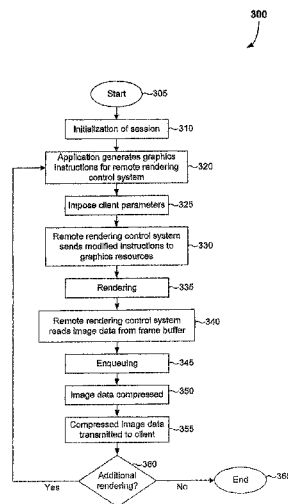 300
Start
305
Initialization of session
310
Application generates graphics
instructions for remote rendering
control system
320
Impose client parameters
325
Remote rendering control system
sends modified instructions to
graphics resources
330
Rendering
335
Remote rendering control system
reads image data from frame buffer
340
Enqueuing
345
Image data compressed
350
Compressed image data
transmitted to client
355
360
Additional
rendering?
Yes
No
End
365